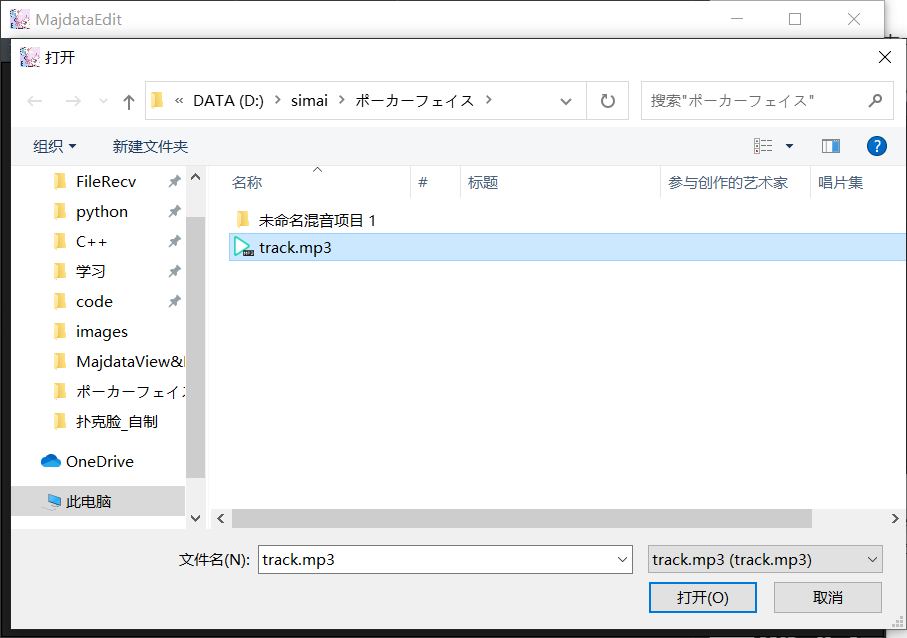 MajdataEdit
打开
« DATA (D:) > simai > ポーカーフェイス >
搜索"ポーカーフェイス"
组织
新建文件夹
FileRecv
python
C++
学习
code
images
MajdataView&
ポーカーフェイス
扑克脸_自制
OneDrive
此电脑
名称
#
标题
参与创作的艺术家
唱片集
未命名混音项目 1
track.mp3
文件名(N):
track.mp3
track.mp3 (track.mp3)
打开(O)
取消